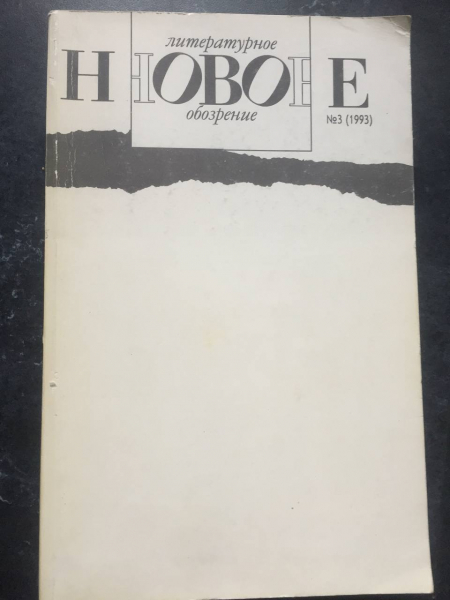 литературное
НОВОЕ
обозрение
№3 (1993)